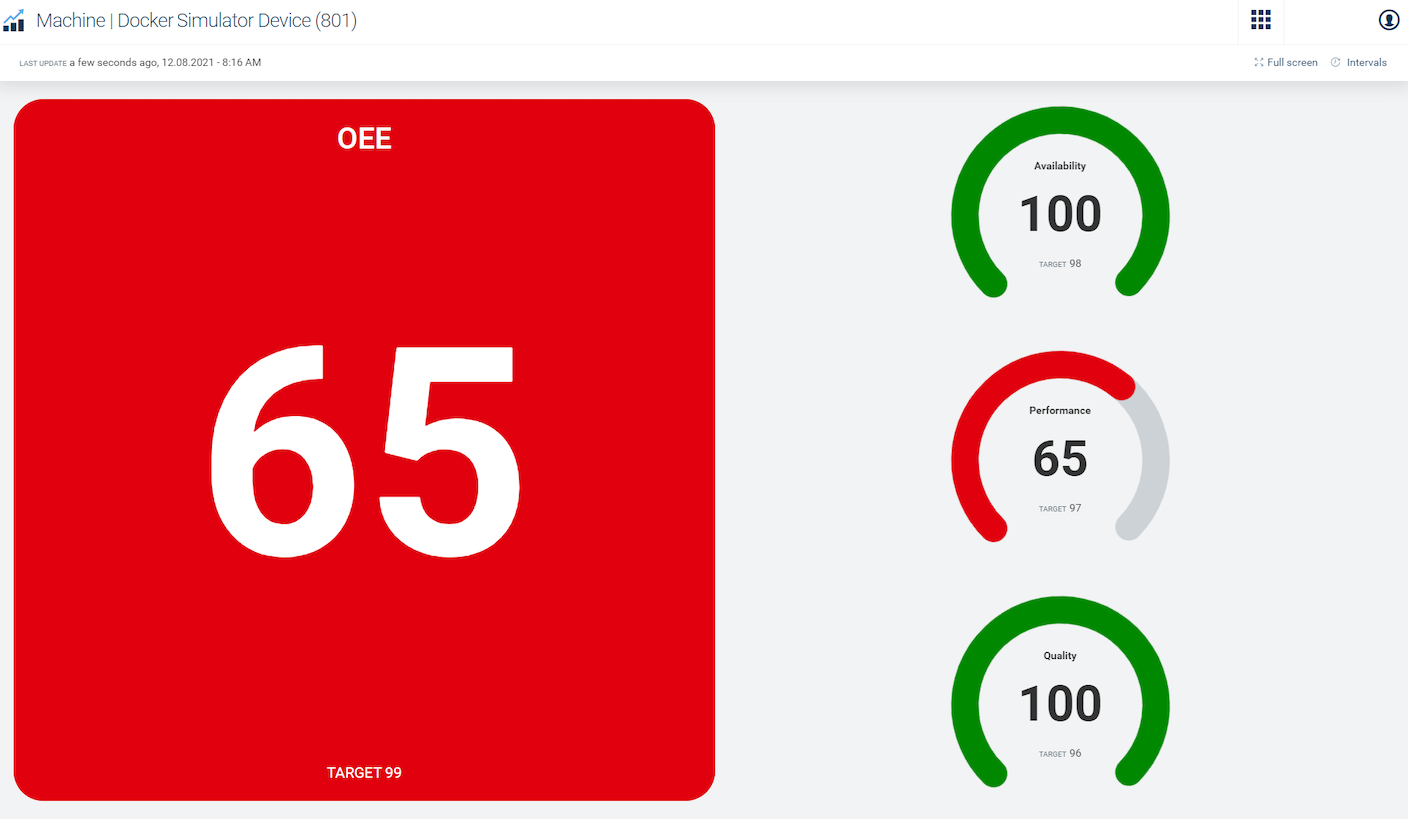 Machine | Docker Simulator Device (801)
LAST UPDATE a few seconds ago, 12.08.2021 - 8:16 AM
Full screen
Intervals
OEE
65
TARGET 99
Availability
100
TARGET 98
Performance
65
TARGET 97
Quality
100
TARGET 96